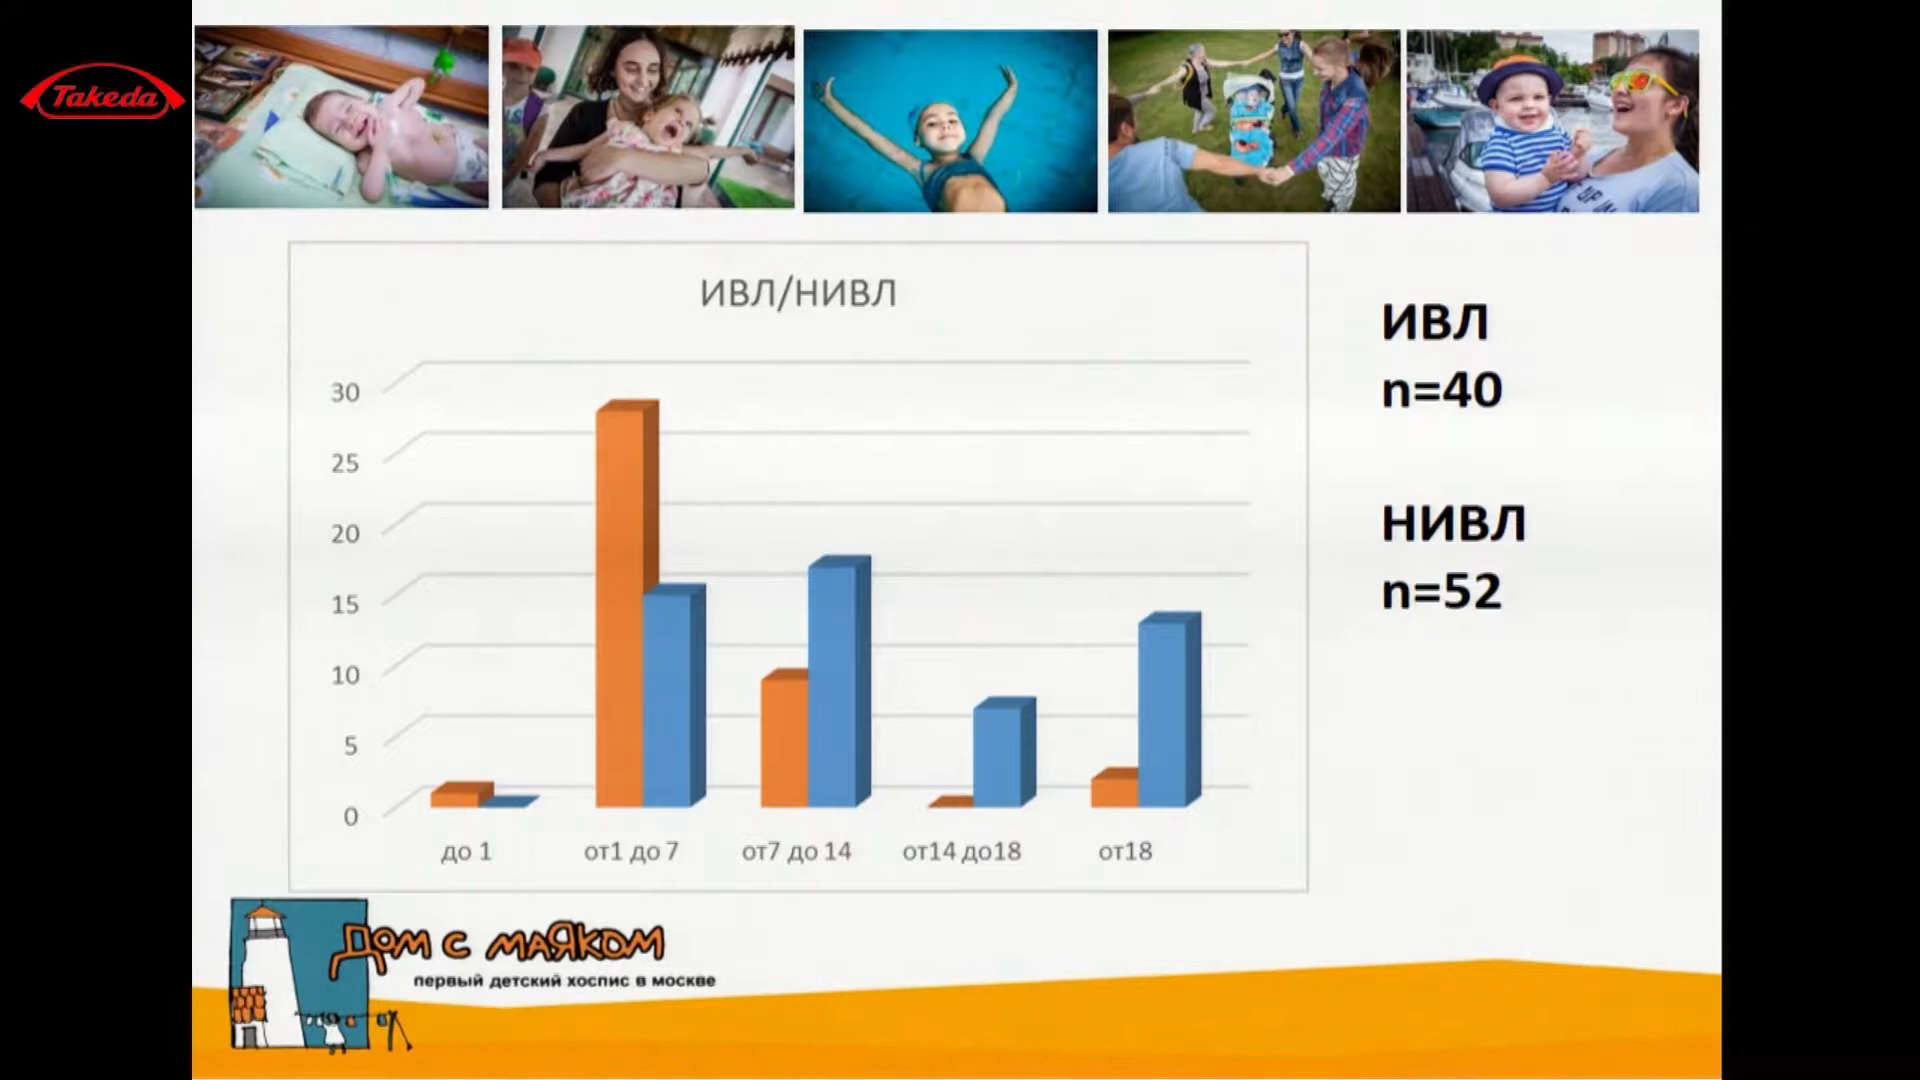 Takeda
ИВЛ/НИВЛ
30
25
20
15
10
5
0
до 1
от1 до 7
от7 до 14
от14 до18
от18
ИВЛ
n=40
НИВЛ
n=52
Дом с маЯком
первый детский хоспис в москве